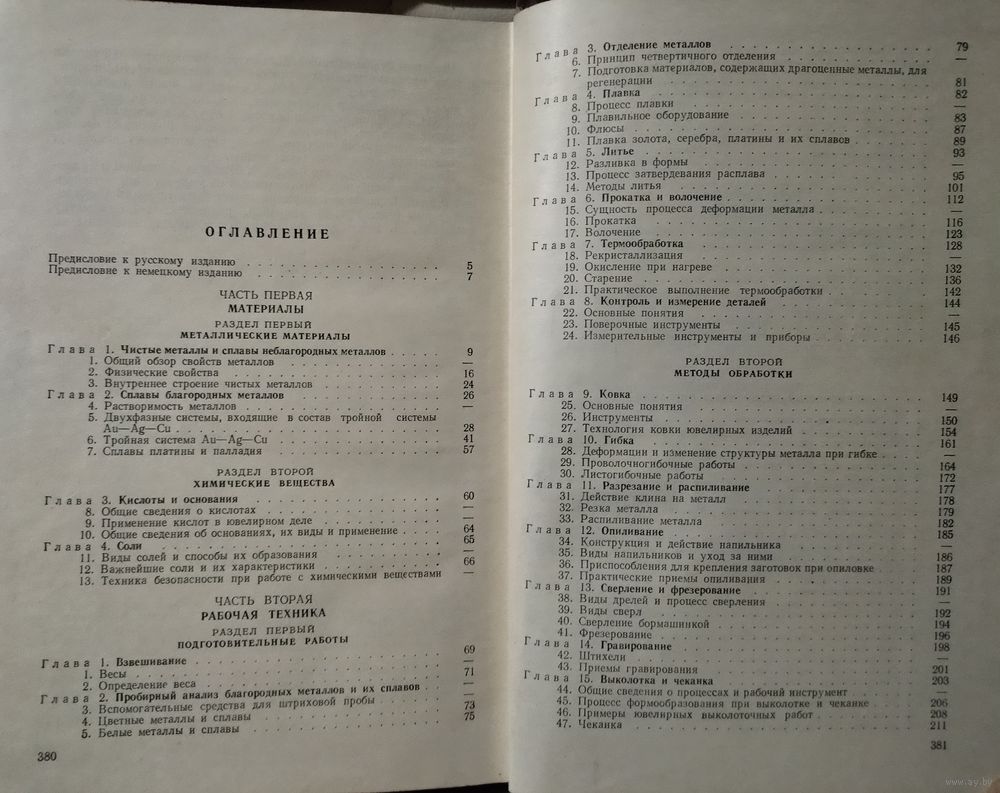 ОГЛАВЛЕНИЕ
Предисловие к русскому изданию . . . 5
Предисловие к немецкому изданию . . . 7
ЧАСТЬ ПЕРВАЯ
МАТЕРИАЛЫ
РАЗДЕЛ ПЕРВЫЙ
МЕТАЛЛИЧЕСКИЕ МАТЕРИАЛЫ
Глава 1. Чистые металлы и сплавы неблагородных металлов . . . 9
1. Общий обзор свойств металлов . . . —
2. Физические свойства . . . 16
3. Внутреннее строение чистых металлов . . . 24
Глава 2. Сплавы благородных металлов . . . 26
4. Растворимость металлов . . . —
5. Двухфазные системы, входящие в состав тройной системы
Au—Ag—Cu . . . 28
6. Тройная система Au—Ag—Cu . . . 41
7. Сплавы платины и палладия . . . 57
РАЗДЕЛ ВТОРОЙ
ХИМИЧЕСКИЕ ВЕЩЕСТВА
Глава 3. Кислоты и основания . . . 60
8. Общие сведения о кислотах . . . —
9. Применение кислот в ювелирном деле . . . —
10. Общие сведения об основаниях, их виды и применение . . . 64
Глава 4. Соли . . . 65
11. Виды солей и способы их образования . . . —
12. Важнейшие соли и их характеристики . . . 66
13. Техника безопасности при работе с химическими веществами —
ЧАСТЬ ВТОРАЯ
РАБОЧАЯ ТЕХНИКА
РАЗДЕЛ ПЕРВЫЙ
ПОДГОТОВИТЕЛЬНЫЕ РАБОТЫ
Глава 1. Взвешивание . . . 69
1. Весы . . . —
2. Определение веса . . . 71
Глава 2. Пробирный анализ благородных металлов и их сплавов . . —
3. Вспомогательные средства для штриховой пробы . . . —
4. Цветные металлы и сплавы . . . 73
5. Белые металлы и сплавы . . . 75
380
Глава 3. Отделение металлов . . . 79
6. Принцип четвертичного отделения . . . —
7. Подготовка материалов, содержащих драгоценные металлы, для
регенерации . . . 81
Глава 4. Плавка . . . 82
8. Процесс плавки . . . —
9. Плавильное оборудование . . . 83
10. Флюсы . . . 87
11. Плавка золота, серебра, платины и их сплавов . . . 89
Глава 5. Литье . . . 93
12. Разливка в формы . . . —
13. Процесс затвердевания расплава . . . 95
14. Методы литья . . . 101
Глава 6. Прокатка и волочение . . . 112
15. Сущность процесса деформации металла . . . —
16. Прокатка . . . 116
17. Волочение . . . 123
Глава 7. Термообработка . . . 128
18. Рекристаллизация . . . —
19. Окисление при нагреве . . . 132
20. Старение . . . 136
21. Практическое выполнение термообработки . . . 142
Глава 8. Контроль и измерение деталей . . . 144
22. Основные понятия . . . —
23. Поверочные инструменты . . . 145
24. Измерительные инструменты и приборы . . . 146
РАЗДЕЛ ВТОРОЙ
МЕТОДЫ ОБРАБОТКИ
Глава 9. Ковка . . . 149
25. Основные понятия . . . —
26. Инструменты . . . 150
27. Технология ковки ювелирных изделий . . . 154
Глава 10. Гибка . . . 161
28. Деформации и изменение структуры металла при гибке . . . —
29. Проволочногибочные работы . . . 164
30. Листогибочные работы . . . 172
Глава 11. Разрезание и распиливание . . . 177
31. Действие клина на металл . . . 178
32. Резка металла . . . 179
33. Распиливание металла . . . 182
Глава 12. Опиливание . . . 185
34. Конструкция и действие напильника . . . —
35. Виды напильников и уход за ними . . . 186
36. Приспособления для крепления заготовок при опиловке . . . 187
37. Практические приемы опиливания . . . 189
Глава 13. Сверление и фрезерование . . . 191
38. Виды дрелей и процесс сверления . . . —
39. Виды сверл . . . 192
40. Сверление бормашинкой . . . 194
41. Фрезерование . . . 196
Глава 14. Гравирование . . . 198
42. Штихели . . . —
43. Приемы гравирования . . . 201
Глава 15. Выколотка и чеканка . . . 203
44. Общие сведения о процессах и рабочий инструмент . . . —
45. Процесс формообразования при выколотке и чеканке . . . 206
46. Примеры ювелирных выколоточных работ . . . 208
47. Чеканка . . . 211
381
www.ay.by